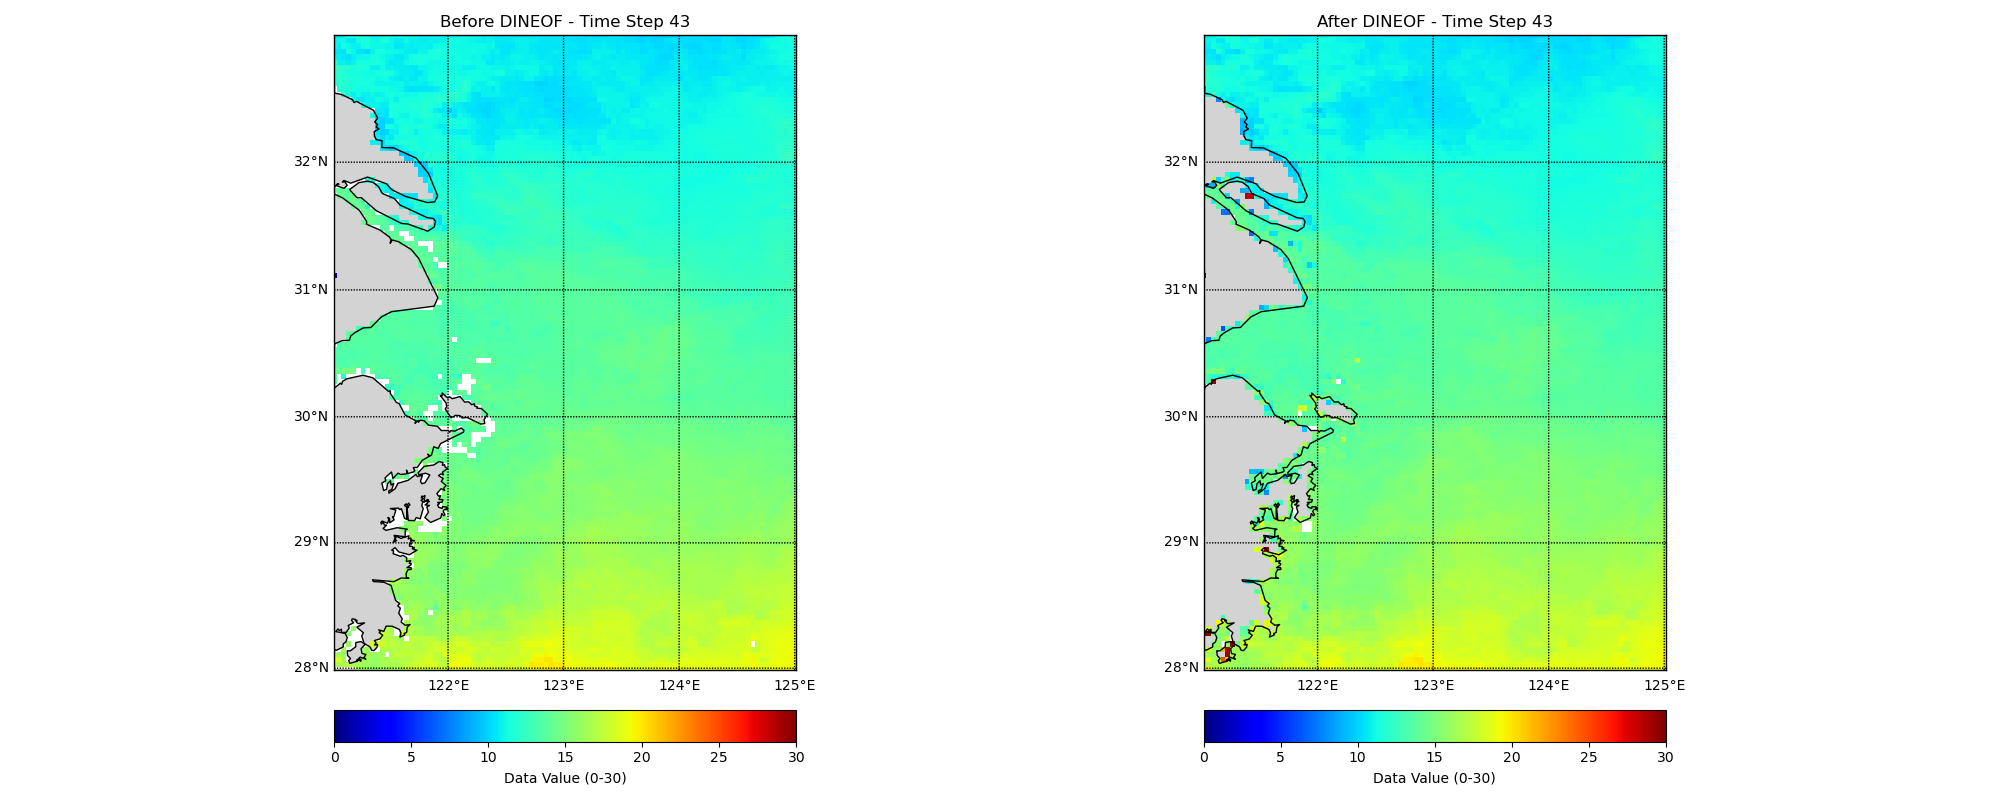 Before DINEOF - Time Step 43
After DINEOF - Time Step 43
32°N
31°N
30°N
29°N
28°N
122°E
123°E
124°E
125°E
32°N
31°N
30°N
29°N
28°N
122°E
123°E
124°E
125°E
0
5
10
15
20
25
30
Data Value (0-30)
0
5
10
15
20
25
30
Data Value (0-30)